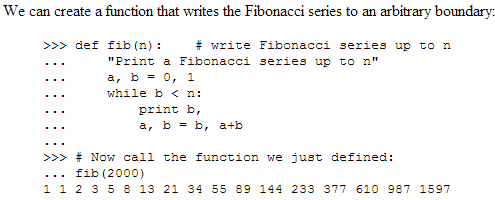 We can create a function that writes the Fibonacci series to an arbitrary boundary:
>>> def fib(n):    # write Fibonacci series up to n
...     "Print a Fibonacci series up to n"
...     a, b = 0, 1
...     while b < n:
...         print b,
...         a, b = b, a+b
...
>>> # Now call the function we just defined:
... fib(2000)
1 1 2 3 5 8 13 21 34 55 89 144 233 377 610 987 1597